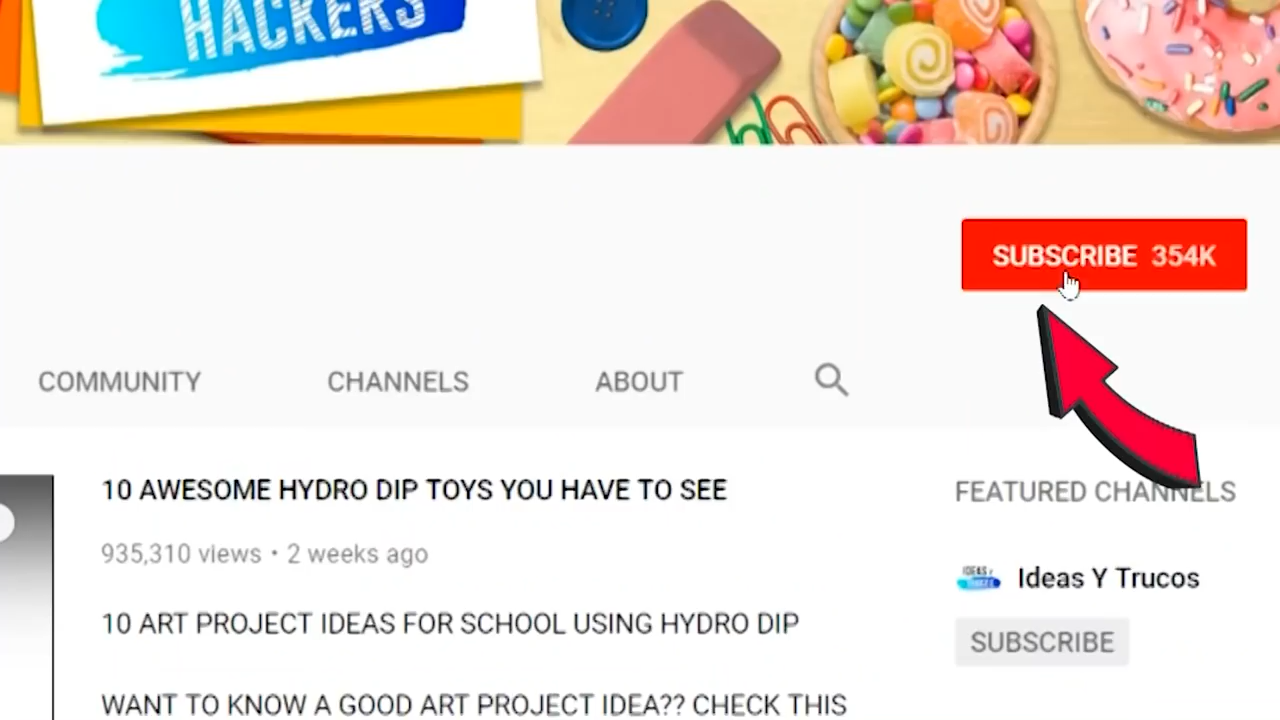 HACKERS
SUBSCRIBE 354K
COMMUNITY CHANNELS ABOUT
10 AWESOME HYDRO DIP TOYS YOU HAVE TO SEE
935,310 views • 2 weeks ago
10 ART PROJECT IDEAS FOR SCHOOL USING HYDRO DIP
WANT TO KNOW A GOOD ART PROJECT IDEA?? CHECK THIS
FEATURED CHANNELS
IDEAS Y
TRUCOS
Ideas Y Trucos
SUBSCRIBE